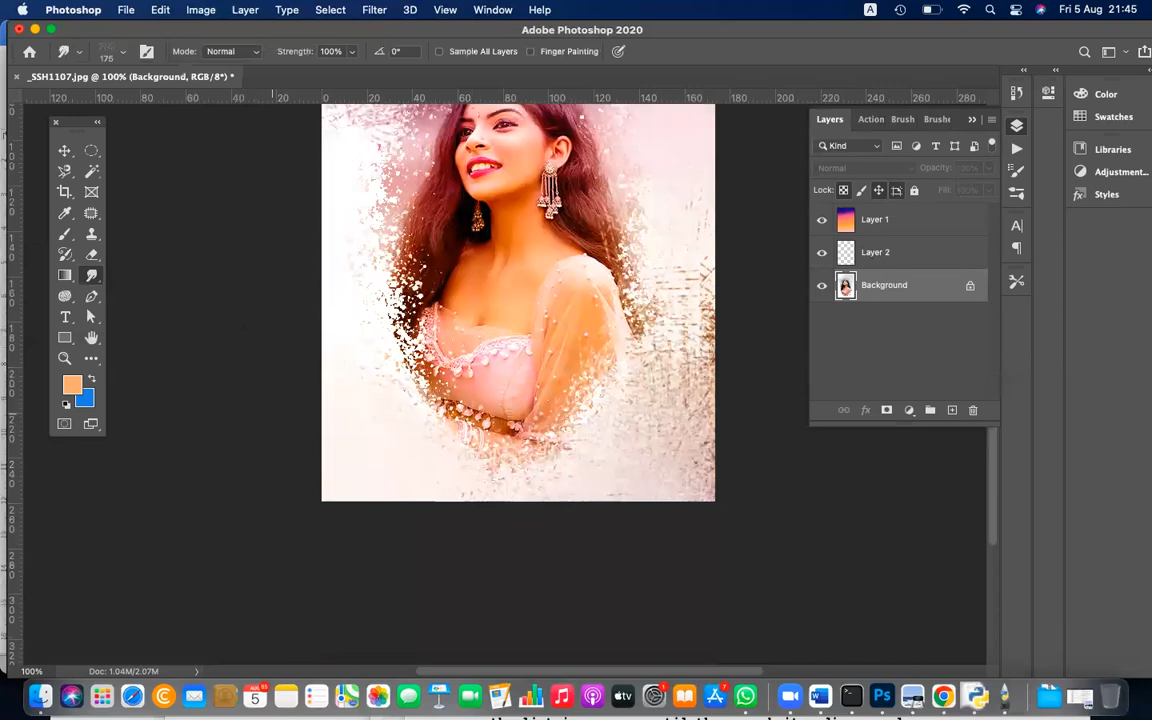 Photoshop File Edit Image Layer Type Select Filter 3D View Window Help A Fri 5 Aug 21:45
Adobe Photoshop 2020
175 Mode: Normal Strength: 100% 0° Sample All Layers Finger Painting
_SSH1107.jpg @ 100% (Background, RGB/8*) *
120 100 80 60 40 20 0 20 40 60 80 100 120 140 160 180 200 220 230 260 280
Layers Action Brush Brushe
Color
Swatches
Kind
Normal Opacity: 100%
Libraries
Adjustment...
Lock: Fill: 100%
Styles
Layer 1
Layer 2
Background
100% Doc: 1.04M/2.07M